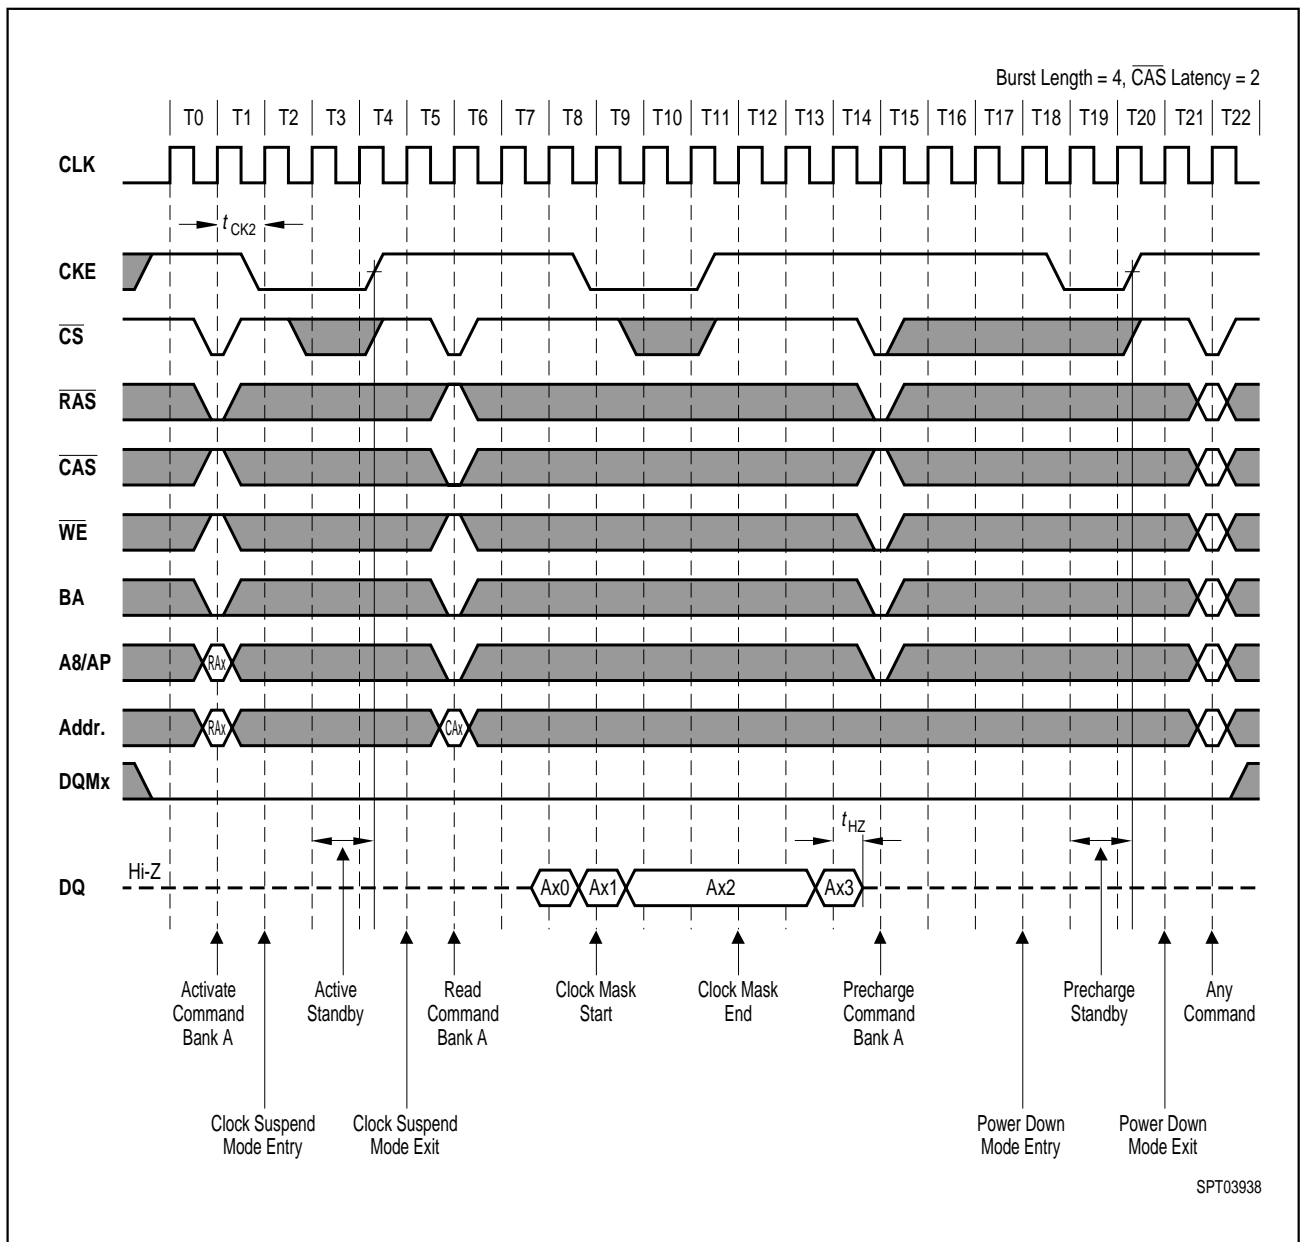 Burst Length = 4, CAS Latency = 2
T0 T1 T2 T3 T4 T5 T6 T7 T8 T9 T10 T11 T12 T13 T14 T15 T16 T17 T18 T19 T20 T21 T22
CLK
t CK2
CKE
CS
RAS
CAS
WE
BA
A8/AP RAx
Addr. RAx CAx
DQMx
t HZ
Hi-Z
DQ Ax0 Ax1 Ax2 Ax3
Activate Command Bank A
Active Standby
Read Command Bank A
Clock Mask Start
Clock Mask End
Precharge Command Bank A
Precharge Standby
Any Command
Clock Suspend Mode Entry
Clock Suspend Mode Exit
Power Down Mode Entry
Power Down Mode Exit
SPT03938